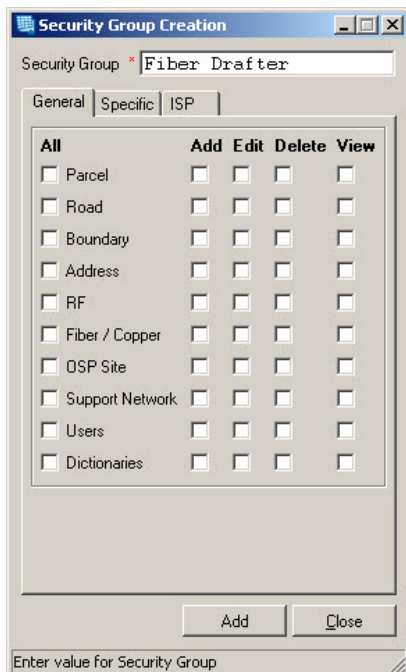 Security Group Creation
Security Group * Fiber Drafter
General Specific ISP
All Add Edit Delete View
Parcel
Road
Boundary
Address
RF
Fiber / Copper
OSP Site
Support Network
Users
Dictionaries
Add Close
Enter value for Security Group